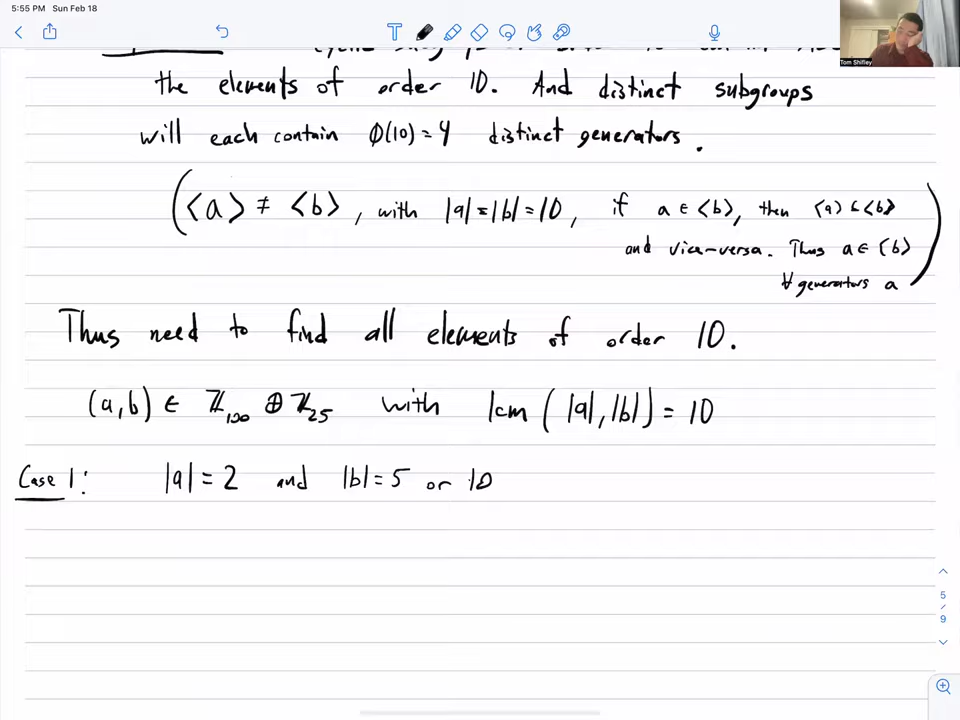 5:55 PM Sun Feb 18
Tom Shifley
the elements of order 10. And distinct subgroups
will each contain ϕ(10) = 4 distinct generators.
(<a> ≠ <b>, with |a| = |b| = 10, if a ∈ <b>, then <a> ⊆ <b>
and vice-versa. Thus a ∈ <b>
∀ generators a)
Thus need to find all elements of order 10.
(a,b) ∈ ℤ₁₀₀ ⊕ ℤ₂₅ with lcm(|a|, |b|) = 10
Case 1: |a| = 2 and |b| = 5 or 10
5
/
9